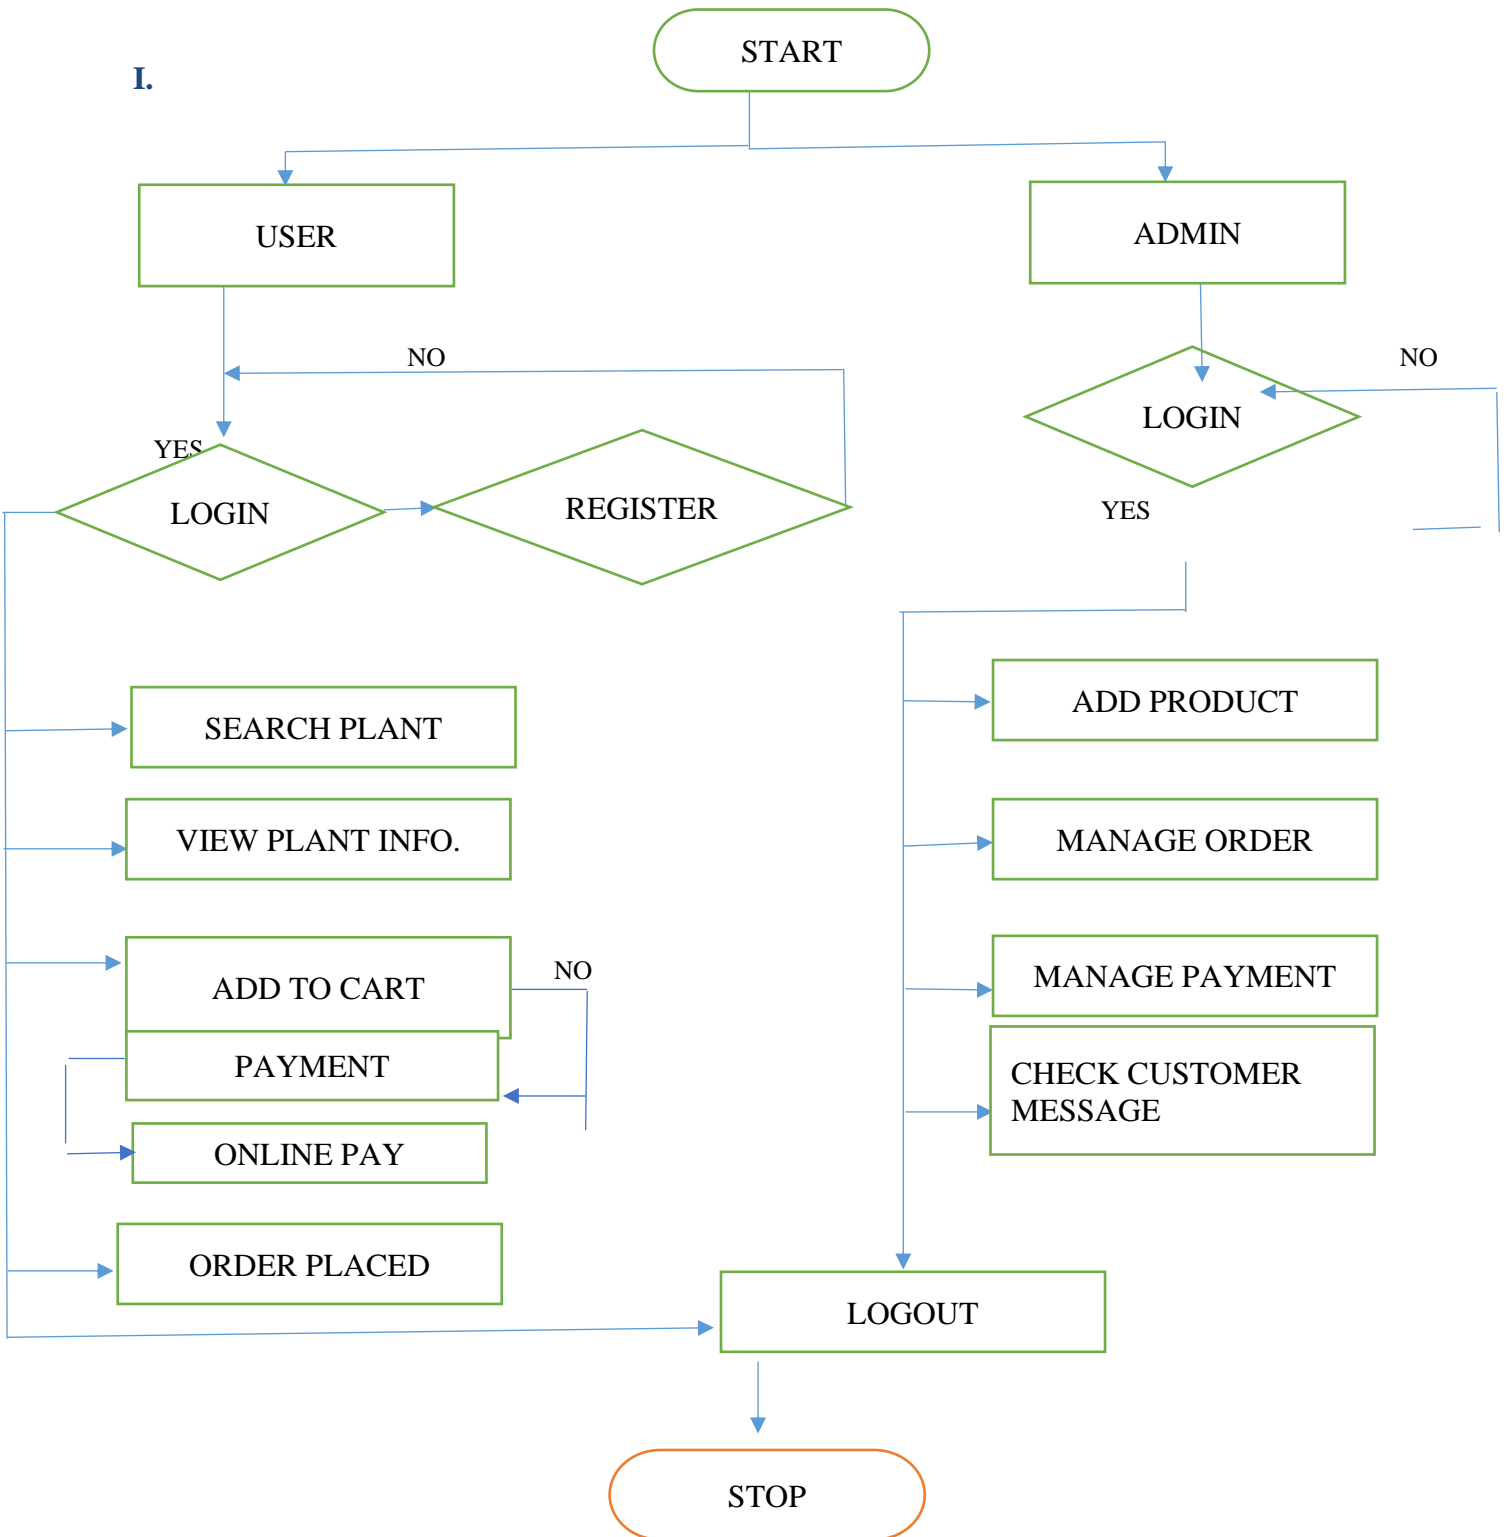 START
I.
USER
ADMIN
NO
NO
LOGIN
YES
LOGIN
REGISTER
YES
SEARCH PLANT
ADD PRODUCT
VIEW PLANT INFO.
MANAGE ORDER
ADD TO CART
NO
MANAGE PAYMENT
PAYMENT
CHECK CUSTOMER
MESSAGE
ONLINE PAY
ORDER PLACED
LOGOUT
STOP